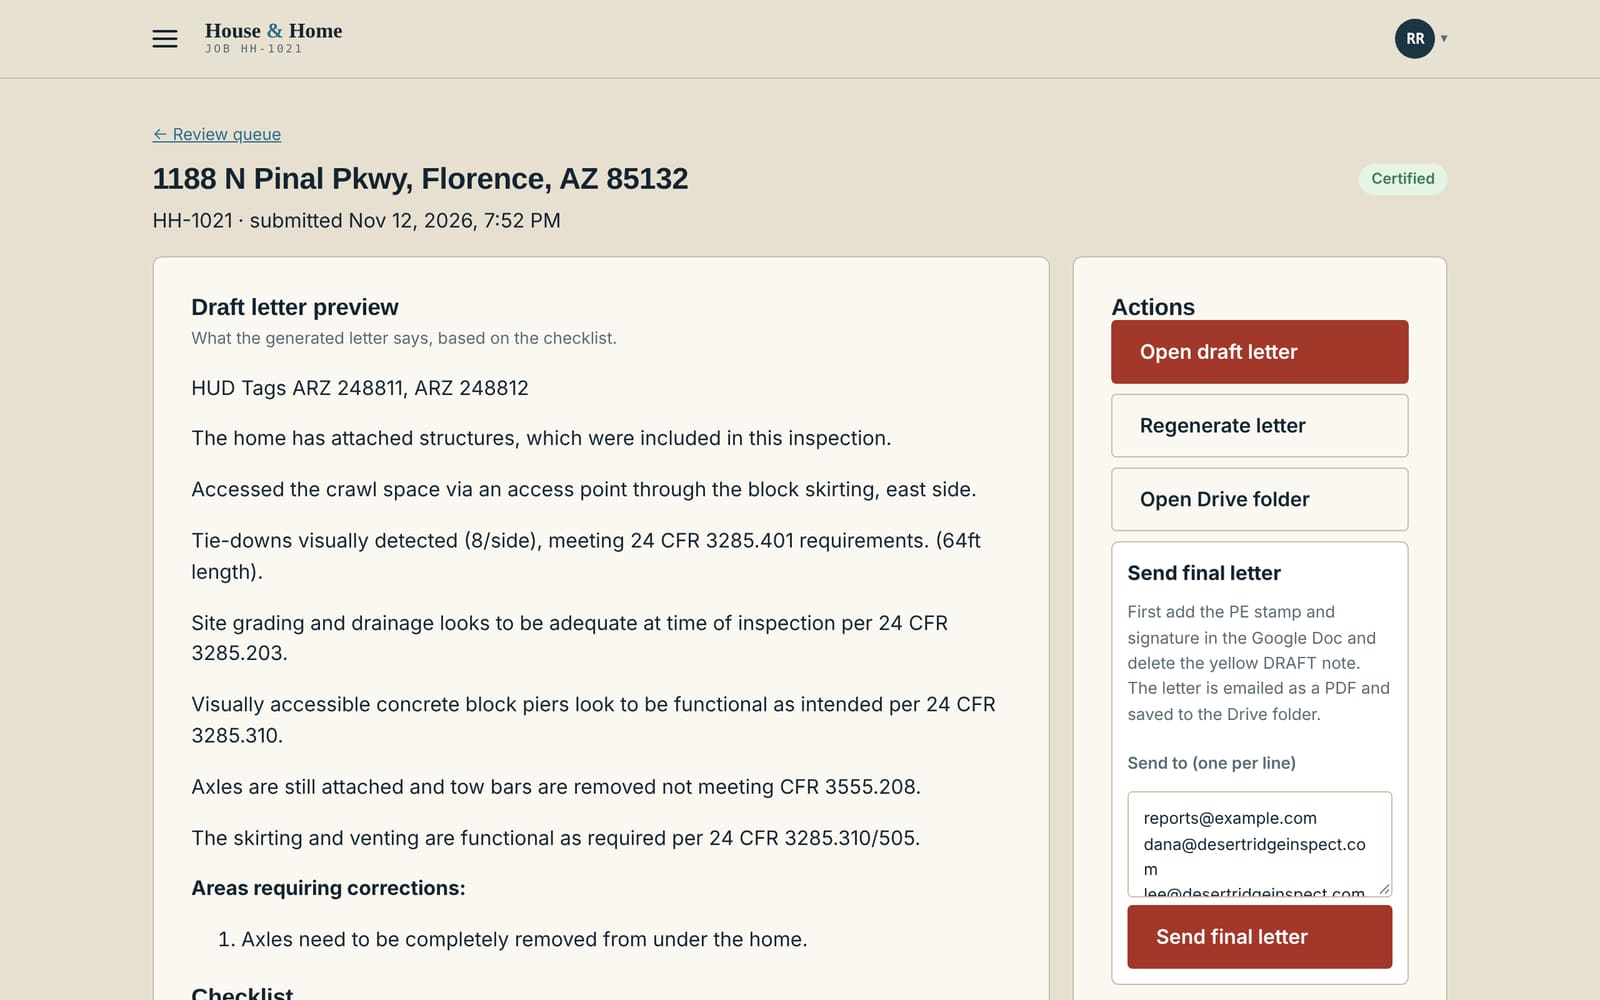 House & Home
JOB HH-1021
RR ▾
← Review queue
1188 N Pinal Pkwy, Florence, AZ 85132
Certified
HH-1021 · submitted Nov 12, 2026, 7:52 PM
Draft letter preview
What the generated letter says, based on the checklist.
HUD Tags ARZ 248811, ARZ 248812
The home has attached structures, which were included in this inspection.
Accessed the crawl space via an access point through the block skirting, east side.
Tie-downs visually detected (8/side), meeting 24 CFR 3285.401 requirements. (64ft
length).
Site grading and drainage looks to be adequate at time of inspection per 24 CFR
3285.203.
Visually accessible concrete block piers look to be functional as intended per 24 CFR
3285.310.
Axles are still attached and tow bars are removed not meeting CFR 3555.208.
The skirting and venting are functional as required per 24 CFR 3285.310/505.
Areas requiring corrections:
1. Axles need to be completely removed from under the home.
Checklist
Actions
Open draft letter
Regenerate letter
Open Drive folder
Send final letter
First add the PE stamp and
signature in the Google Doc and
delete the yellow DRAFT note.
The letter is emailed as a PDF and
saved to the Drive folder.
Send to (one per line)
reports@example.com
dana@desertridgeinspect.co
m
lee@desertridgeinspect.com
Send final letter